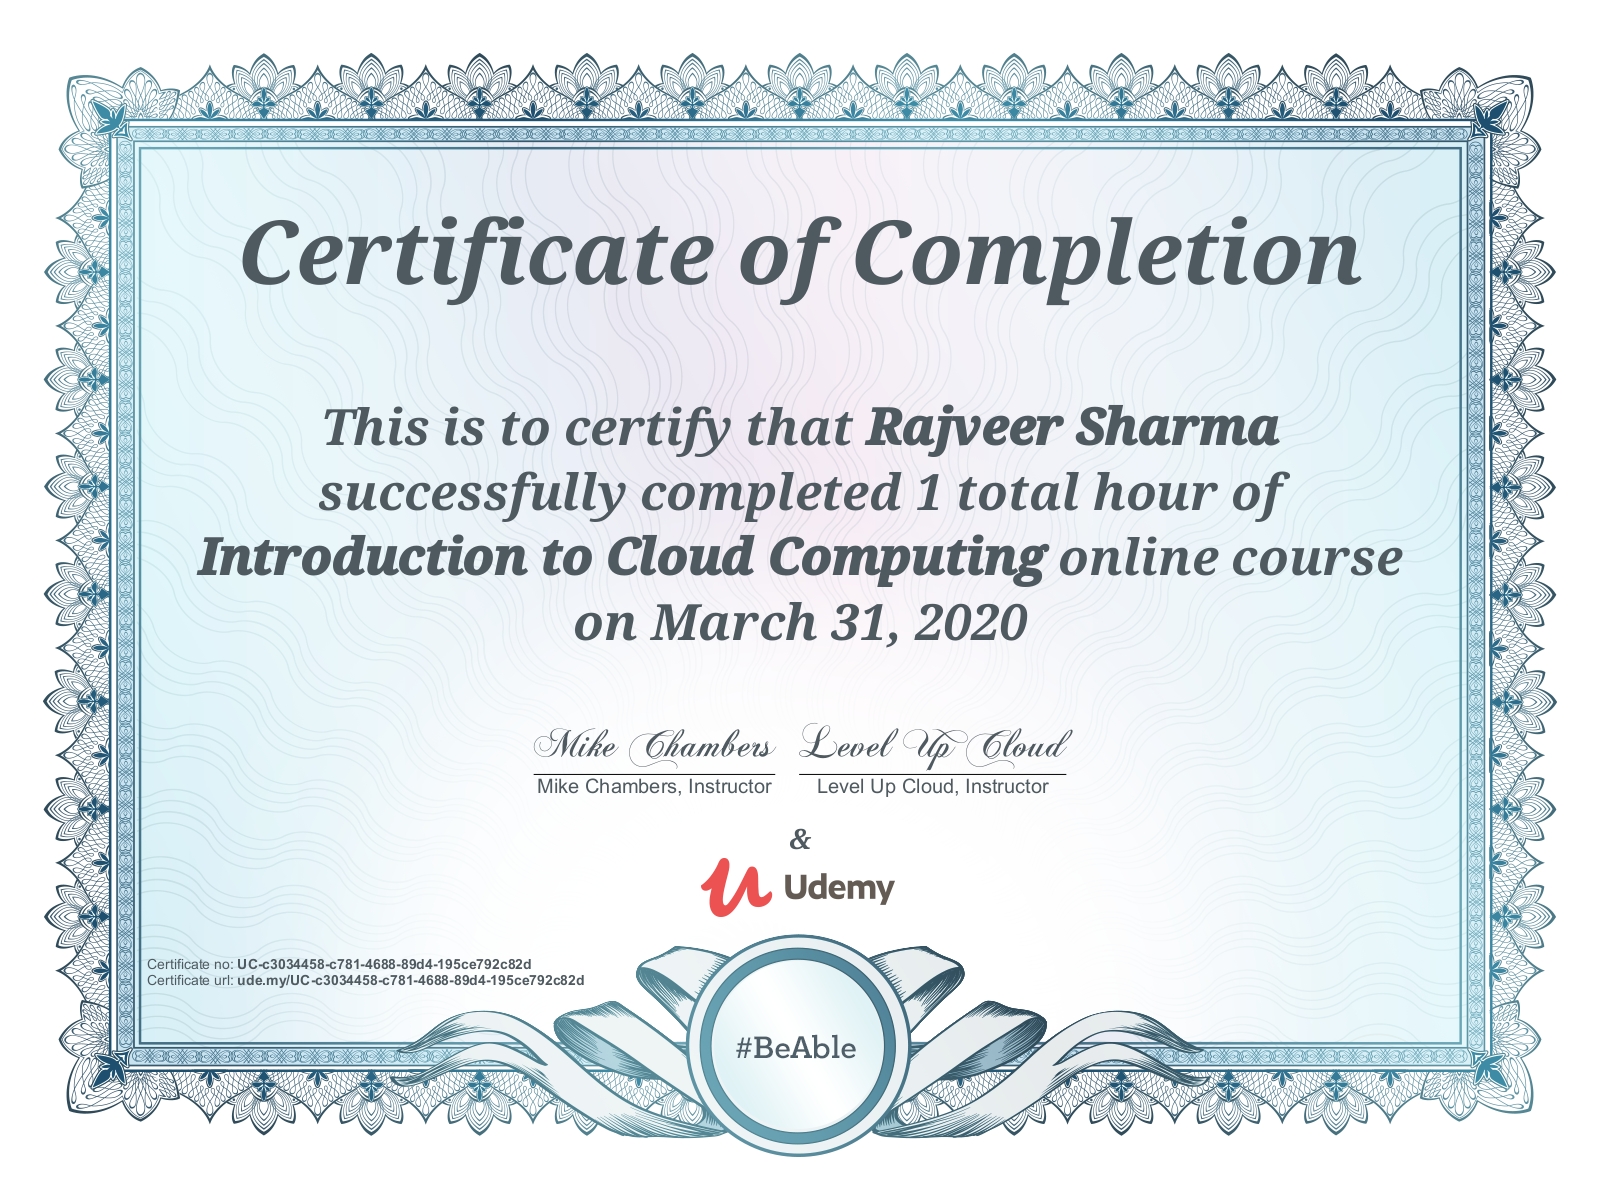 Certificate of Completion
This is to certify that Rajveer Sharma
successfully completed 1 total hour of
Introduction to Cloud Computing online course
on March 31, 2020
Mike Chambers Level Up Cloud
Mike Chambers, Instructor Level Up Cloud, Instructor
&
Udemy
Certificate no: UC-c3034458-c781-4688-89d4-195ce792c82d
Certificate url: ude.my/UC-c3034458-c781-4688-89d4-195ce792c82d
#BeAble